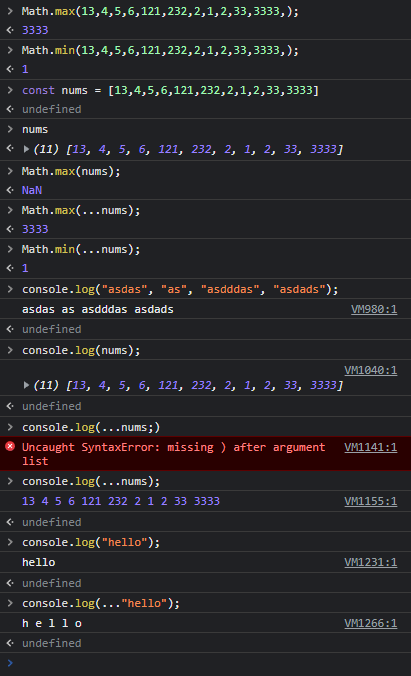 Math.max(13,4,5,6,121,232,2,1,2,33,3333,);
3333
Math.min(13,4,5,6,121,232,2,1,2,33,3333,);
1
const nums = [13,4,5,6,121,232,2,1,2,33,3333]
undefined
nums
(11) [13, 4, 5, 6, 121, 232, 2, 1, 2, 33, 3333]
Math.max(nums);
NaN
Math.max(...nums);
3333
Math.min(...nums);
1
console.log("asdas", "as", "asdddas", "asdads");
asdas as asdddas asdads VM980:1
undefined
console.log(nums);
VM1040:1
(11) [13, 4, 5, 6, 121, 232, 2, 1, 2, 33, 3333]
undefined
console.log(...nums;)
Uncaught SyntaxError: missing ) after argument VM1141:1
list
console.log(...nums);
13 4 5 6 121 232 2 1 2 33 3333 VM1155:1
undefined
console.log("hello");
hello VM1231:1
undefined
console.log(..."hello");
h e l l o VM1266:1
undefined